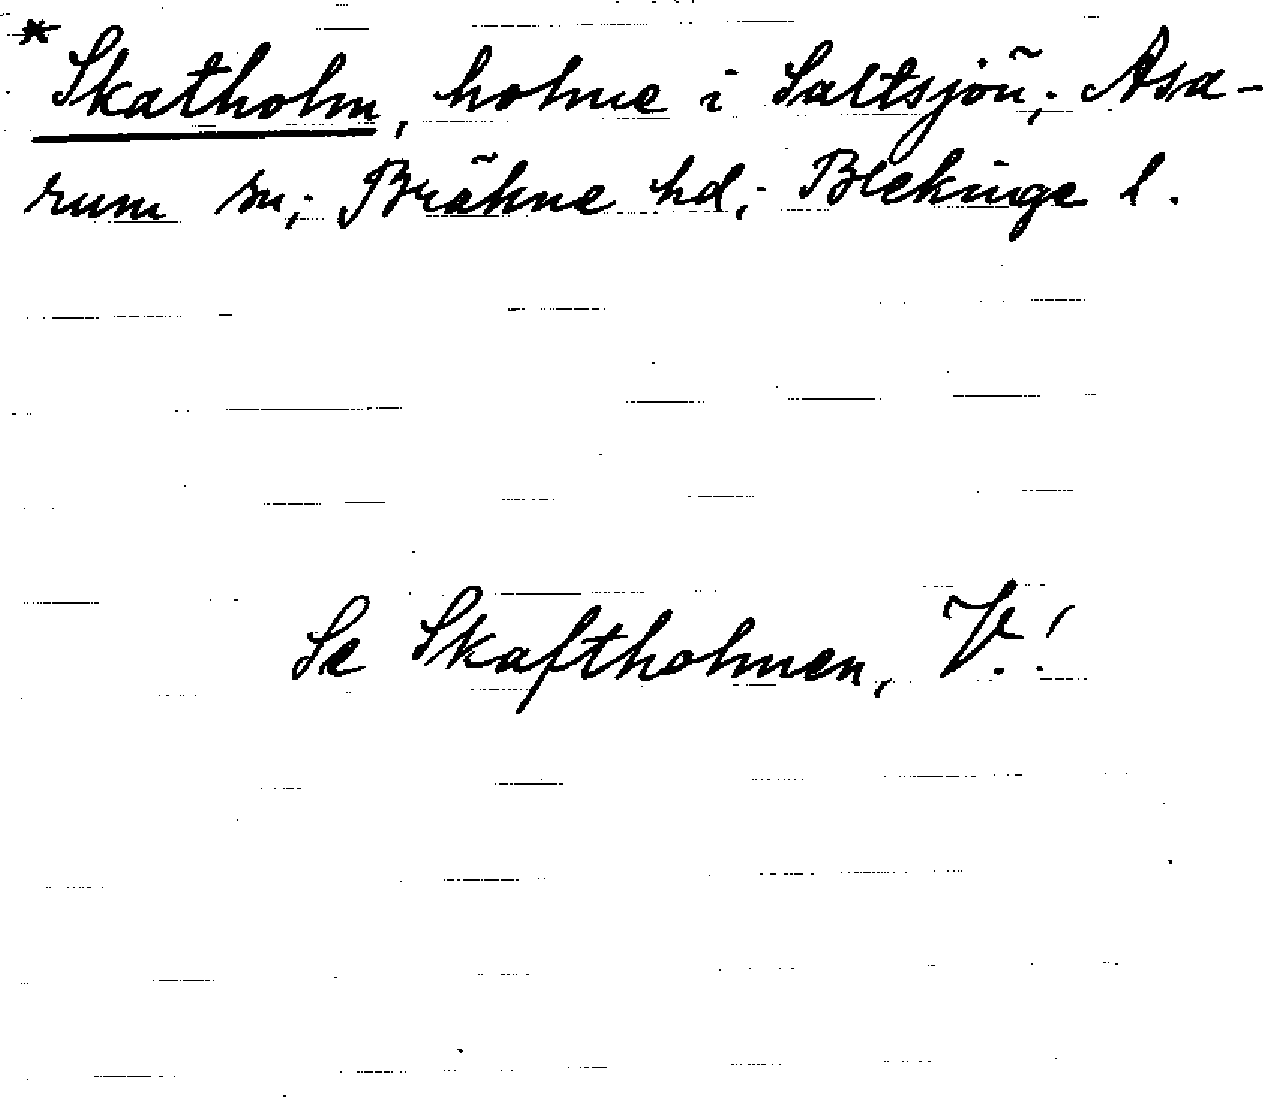 *Skatholm, holme i Saltsjön; Asa-
rum sn; Bräkne hd; Blekinge l.
Se Skaftholmen, V.!